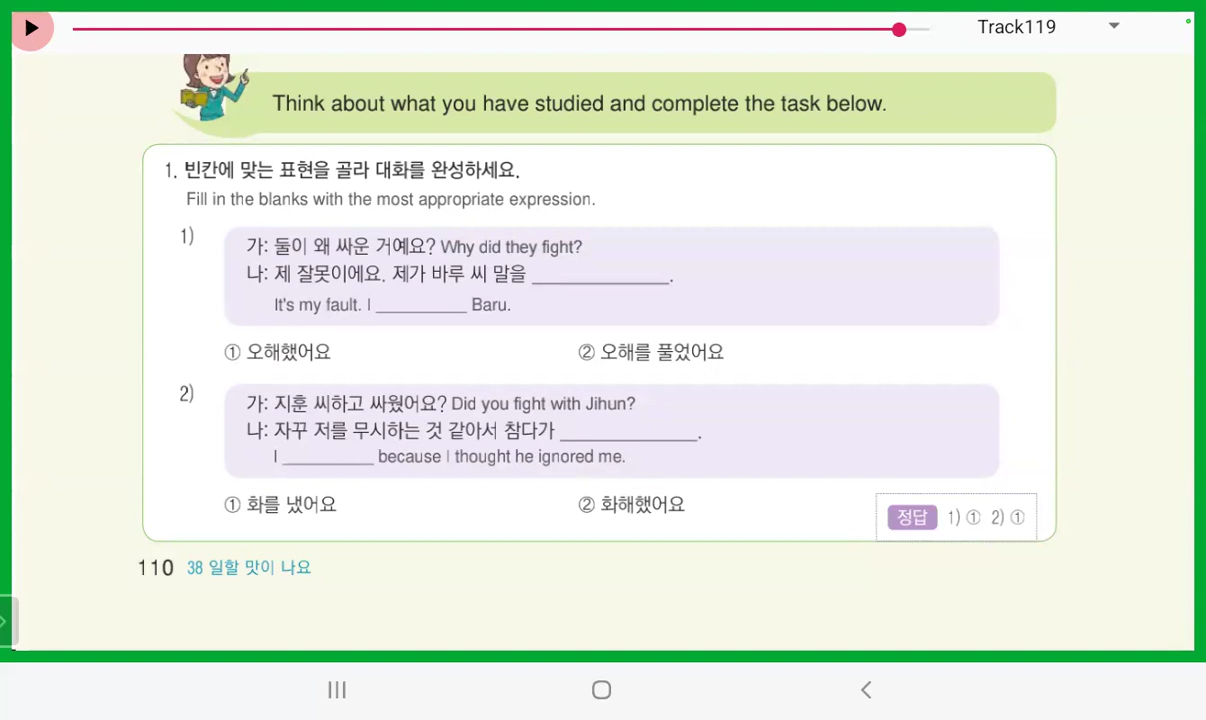 Track119
Think about what you have studied and complete the task below.
1. 빈칸에 맞는 표현을 골라 대화를 완성하세요.
Fill in the blanks with the most appropriate expression.
1)
가: 둘이 왜 싸운 거예요? Why did they fight?
나: 제 잘못이에요. 제가 바루 씨 말을 ______________.
It's my fault. I __________ Baru.
① 오해했어요 ② 오해를 풀었어요
2)
가: 지훈 씨하고 싸웠어요? Did you fight with Jihun?
나: 자꾸 저를 무시하는 것 같아서 참다가 ______________.
I __________ because I thought he ignored me.
① 화를 냈어요 ② 화해했어요
정답 1) ① 2) ①
110 38 일할 맛이 나요